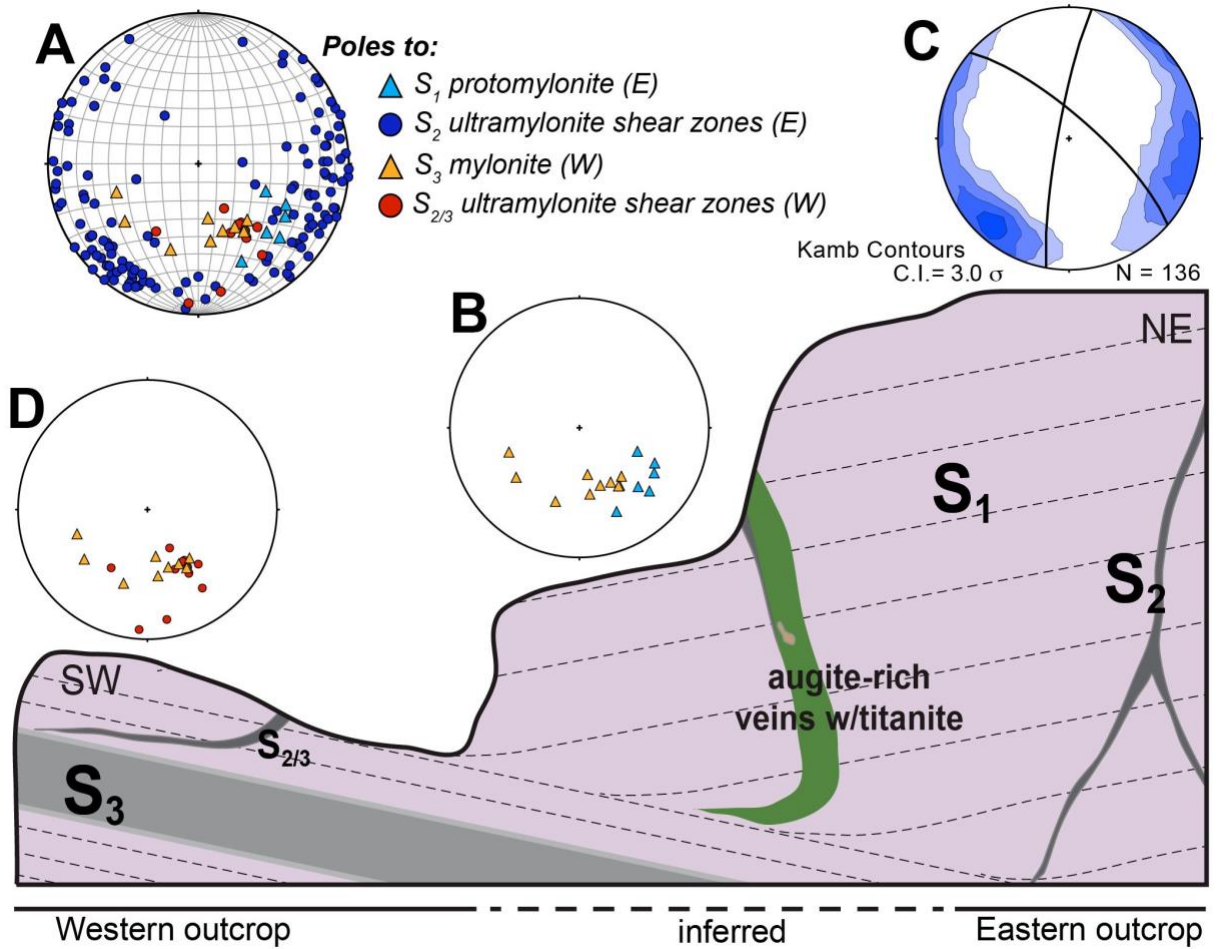 A
Poles to:
S1 protomylonite (E)
S2 ultramylonite shear zones (E)
S3 mylonite (W)
S2/3 ultramylonite shear zones (W)
C
Kamb Contours
C.I.= 3.0 σ
N = 136
B
D
NE
S1
S2
augite-rich
veins w/titanite
SW
S2/3
S3
Western outcrop
inferred
Eastern outcrop